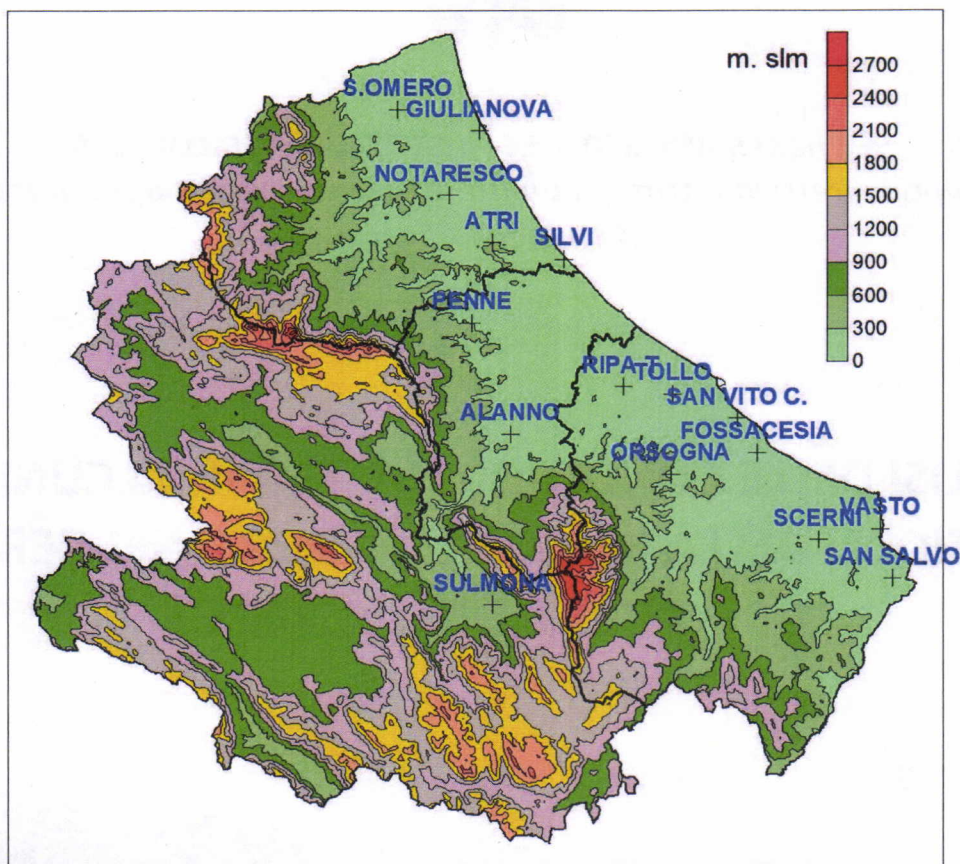 m. slm
2700
2400
2100
1800
1500
1200
900
600
300
0
S.OMERO
GIULIANOVA
NOTARESCO
ATRI
SILVI
PENNE
RIPA T.
TOLLO
SAN VITO C.
ALANNO
FOSSACESIA
ORSOGNA
VASTO
SCERNI
SAN SALVO
SULMONA